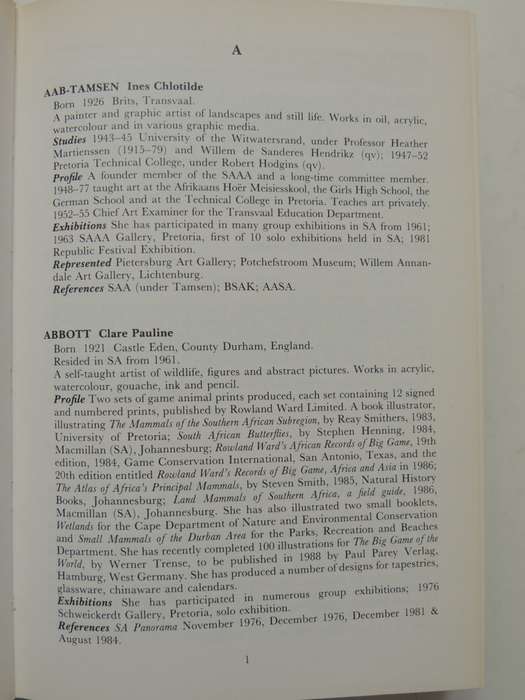 A
AAB-TAMSEN Ines Chlotilde
Born 1926 Brits, Transvaal.
A painter and graphic artist of landscapes and still life. Works in oil, acrylic,
watercolour and in various graphic media.
Studies 1943–45 University of the Witwatersrand, under Professor Heather
Martienssen (1915–79) and Willem de Sanderes Hendrikz (qv); 1947–52
Pretoria Technical College, under Robert Hodgins (qv).
Profile A founder member of the SAAA and a long-time committee member.
1948–77 taught art at the Afrikaans Hoër Meisieskool, the Girls High School, the
German School and at the Technical College in Pretoria. Teaches art privately.
1952–55 Chief Art Examiner for the Transvaal Education Department.
Exhibitions She has participated in many group exhibitions in SA from 1961;
1963 SAAA Gallery, Pretoria, first of 10 solo exhibitions held in SA; 1981
Republic Festival Exhibition.
Represented Pietersburg Art Gallery; Potchefstroom Museum; Willem Annan-
dale Art Gallery, Lichtenburg.
References SAA (under Tamsen); BSAK; AASA.
ABBOTT Clare Pauline
Born 1921 Castle Eden, County Durham, England.
Resided in SA from 1961.
A self-taught artist of wildlife, figures and abstract pictures. Works in acrylic,
watercolour, gouache, ink and pencil.
Profile Two sets of game animal prints produced, each set containing 12 signed
and numbered prints, published by Rowland Ward Limited. A book illustrator,
illustrating The Mammals of the Southern African Subregion, by Reay Smithers, 1983,
University of Pretoria; South African Butterflies, by Stephen Henning, 1984,
Macmillan (SA), Johannesburg; Rowland Ward's African Records of Big Game, 19th
edition, 1984, Game Conservation International, San Antonio, Texas, and the
20th edition entitled Rowland Ward's Records of Big Game, Africa and Asia in 1986;
The Atlas of Africa's Principal Mammals, by Steven Smith, 1985, Natural History
Books, Johannesburg; Land Mammals of Southern Africa, a field guide, 1986,
Macmillan (SA), Johannesburg. She has also illustrated two small booklets,
Wetlands for the Cape Department of Nature and Environmental Conservation
and Small Mammals of the Durban Area for the Parks, Recreation and Beaches
Department. She has recently completed 100 illustrations for The Big Game of the
World, by Werner Trense, to be published in 1988 by Paul Parey Verlag,
Hamburg, West Germany. She has produced a number of designs for tapestries,
glassware, chinaware and calendars.
Exhibitions She has participated in numerous group exhibitions; 1976
Schweickerdt Gallery, Pretoria, solo exhibition.
References SA Panorama November 1976, December 1976, December 1981 &
August 1984.
1